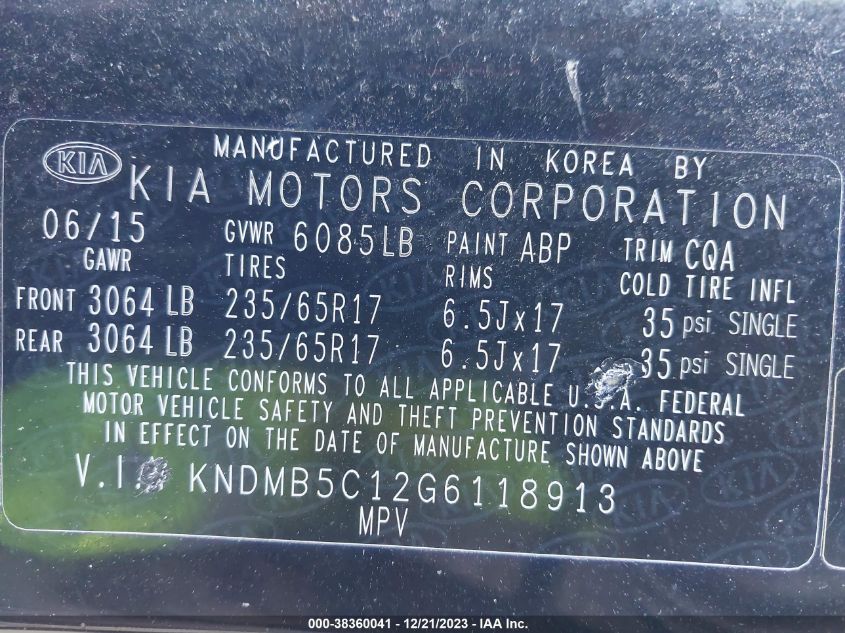 MANUFACTURED IN KOREA BY
KIA KIA MOTORS CORPORATION
06/15 GVWR 6085LB PAINT ABP TRIM CQA
GAWR TIRES RIMS COLD TIRE INFL
FRONT 3064 LB 235/65R17 6.5Jx17 35 psi SINGLE
REAR 3064 LB 235/65R17 6.5Jx17 35 psi SINGLE
THIS VEHICLE CONFORMS TO ALL APPLICABLE U.S.A. FEDERAL
MOTOR VEHICLE SAFETY AND THEFT PREVENTION STANDARDS
IN EFFECT ON THE DATE OF MANUFACTURE SHOWN ABOVE
V.I. KNDMB5C12G6118913
MPV
000-38360041 - 12/21/2023 - IAA Inc.